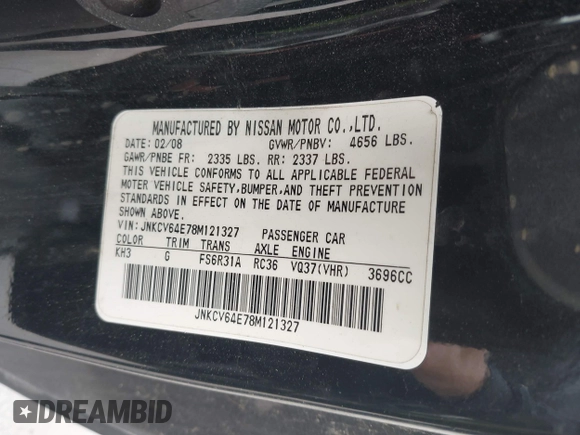 MANUFACTURED BY NISSAN MOTOR CO.,LTD.
DATE: 02/08 GVWR/PNBV: 4656 LBS.
GAWR/PNBE FR: 2335 LBS. RR: 2337 LBS.
THIS VEHICLE CONFORMS TO ALL APPLICABLE FEDERAL
MOTOR VEHICLE SAFETY,BUMPER,AND THEFT PREVENTION
STANDARDS IN EFFECT ON THE DATE OF MANUFACTURE
SHOWN ABOVE.
VIN: JNKCV64E78M121327 PASSENGER CAR
COLOR TRIM TRANS AXLE ENGINE
KH3 G FS6R31A RC36 VQ37(VHR) 3696CC
JNKCV64E78M121327
DREAMBID